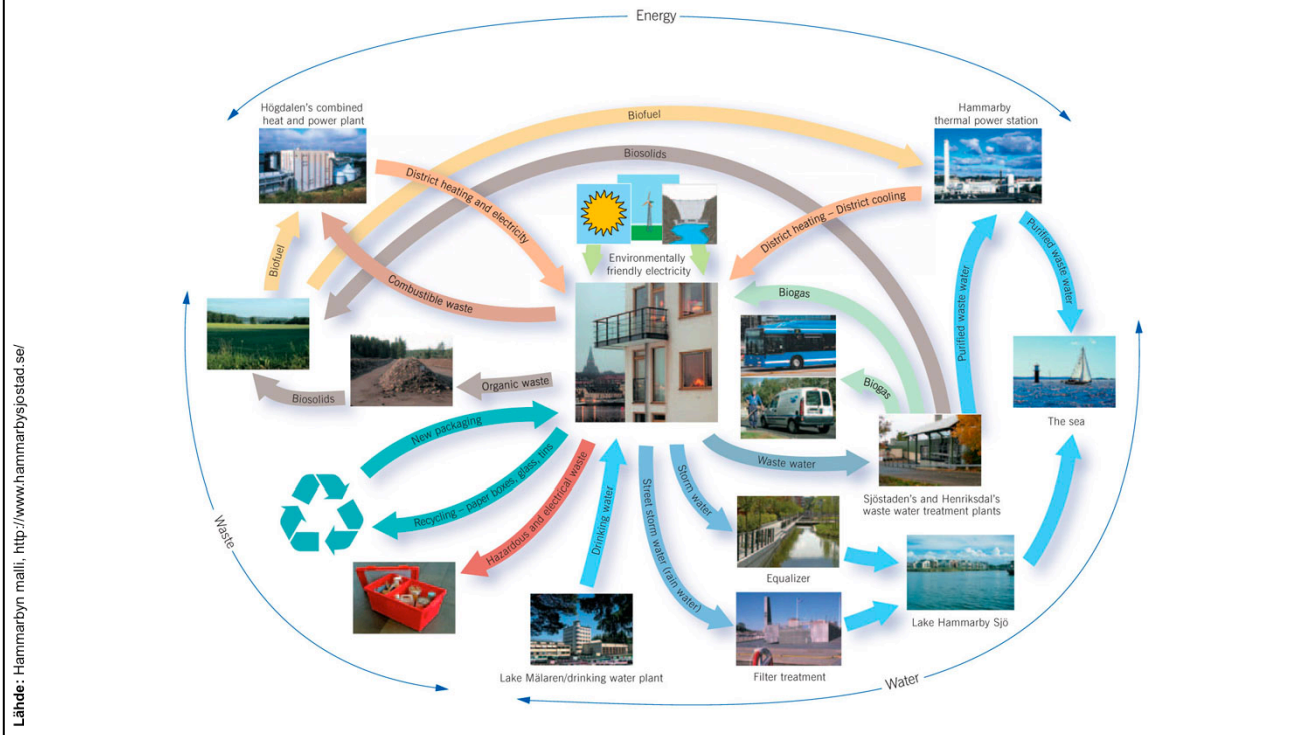 Energy
Högdalen's combined
heat and power plant
Hammarby
thermal power station
Biofuel
Biosolids
District heating and electricity
District heating – District cooling
Purified waste water
Environmentally
friendly electricity
Biofuel
Combustible waste
Biogas
Purified waste water
Organic waste
Biogas
Biosolids
New packaging
The sea
Recycling – paper boxes, glass, tins
Hazardous and electrical waste
Drinking water
Street storm water (rain water)
Storm water
Waste water
Sjöstaden's and Henriksdal's
waste water treatment plants
Waste
Equalizer
Lake Hammarby Sjö
Lake Mälaren/drinking water plant
Filter treatment
Water
Lähde: Hammarbyn malli, http://www.hammarbysjostad.se/